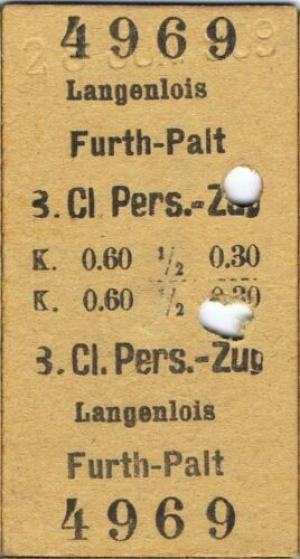 4969
Langenlois
Furth-Palt
3. Cl. Pers.-Zug
K. 0.60 1/2 0.30
K. 0.60 1/2 0.30
3. Cl. Pers.-Zug
Langenlois
Furth-Palt
4969